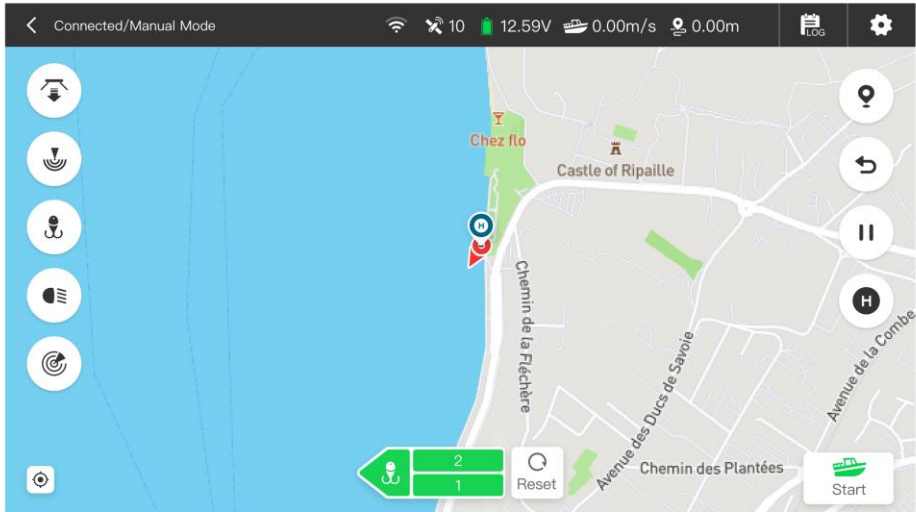 Connected/Manual Mode
10
12.59V
0.00m/s
0.00m
LOG
Chez flo
Castle of Ripaille
H
H
Chemin de la Fléchère
Avenue des Ducs de Savoie
Avenue de la Combe
Chemin des Plantées
2
1
Reset
Start